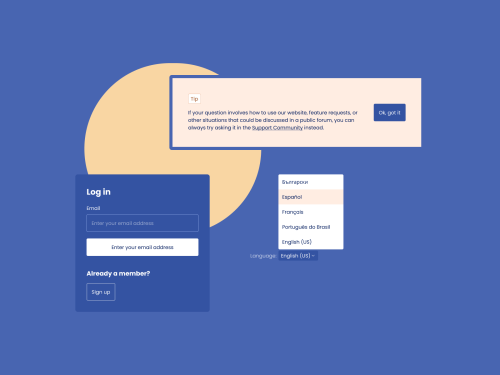 Tip
If your question involves how to use our website, feature requests, or
other situations that could be discussed in a public forum, you can
always try asking it in the Support Community instead.
Ok, got it
Log in
Email
Enter your email address
Enter your email address
Already a member?
Sign up
Български
Español
Français
Português do Brasil
English (US)
Language: English (US)